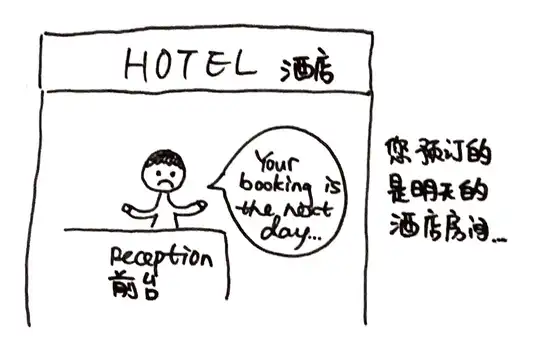 HOTEL 酒店
Your
booking is
the next
day...
您预订的
是明天的
酒店房间...
Reception
前台